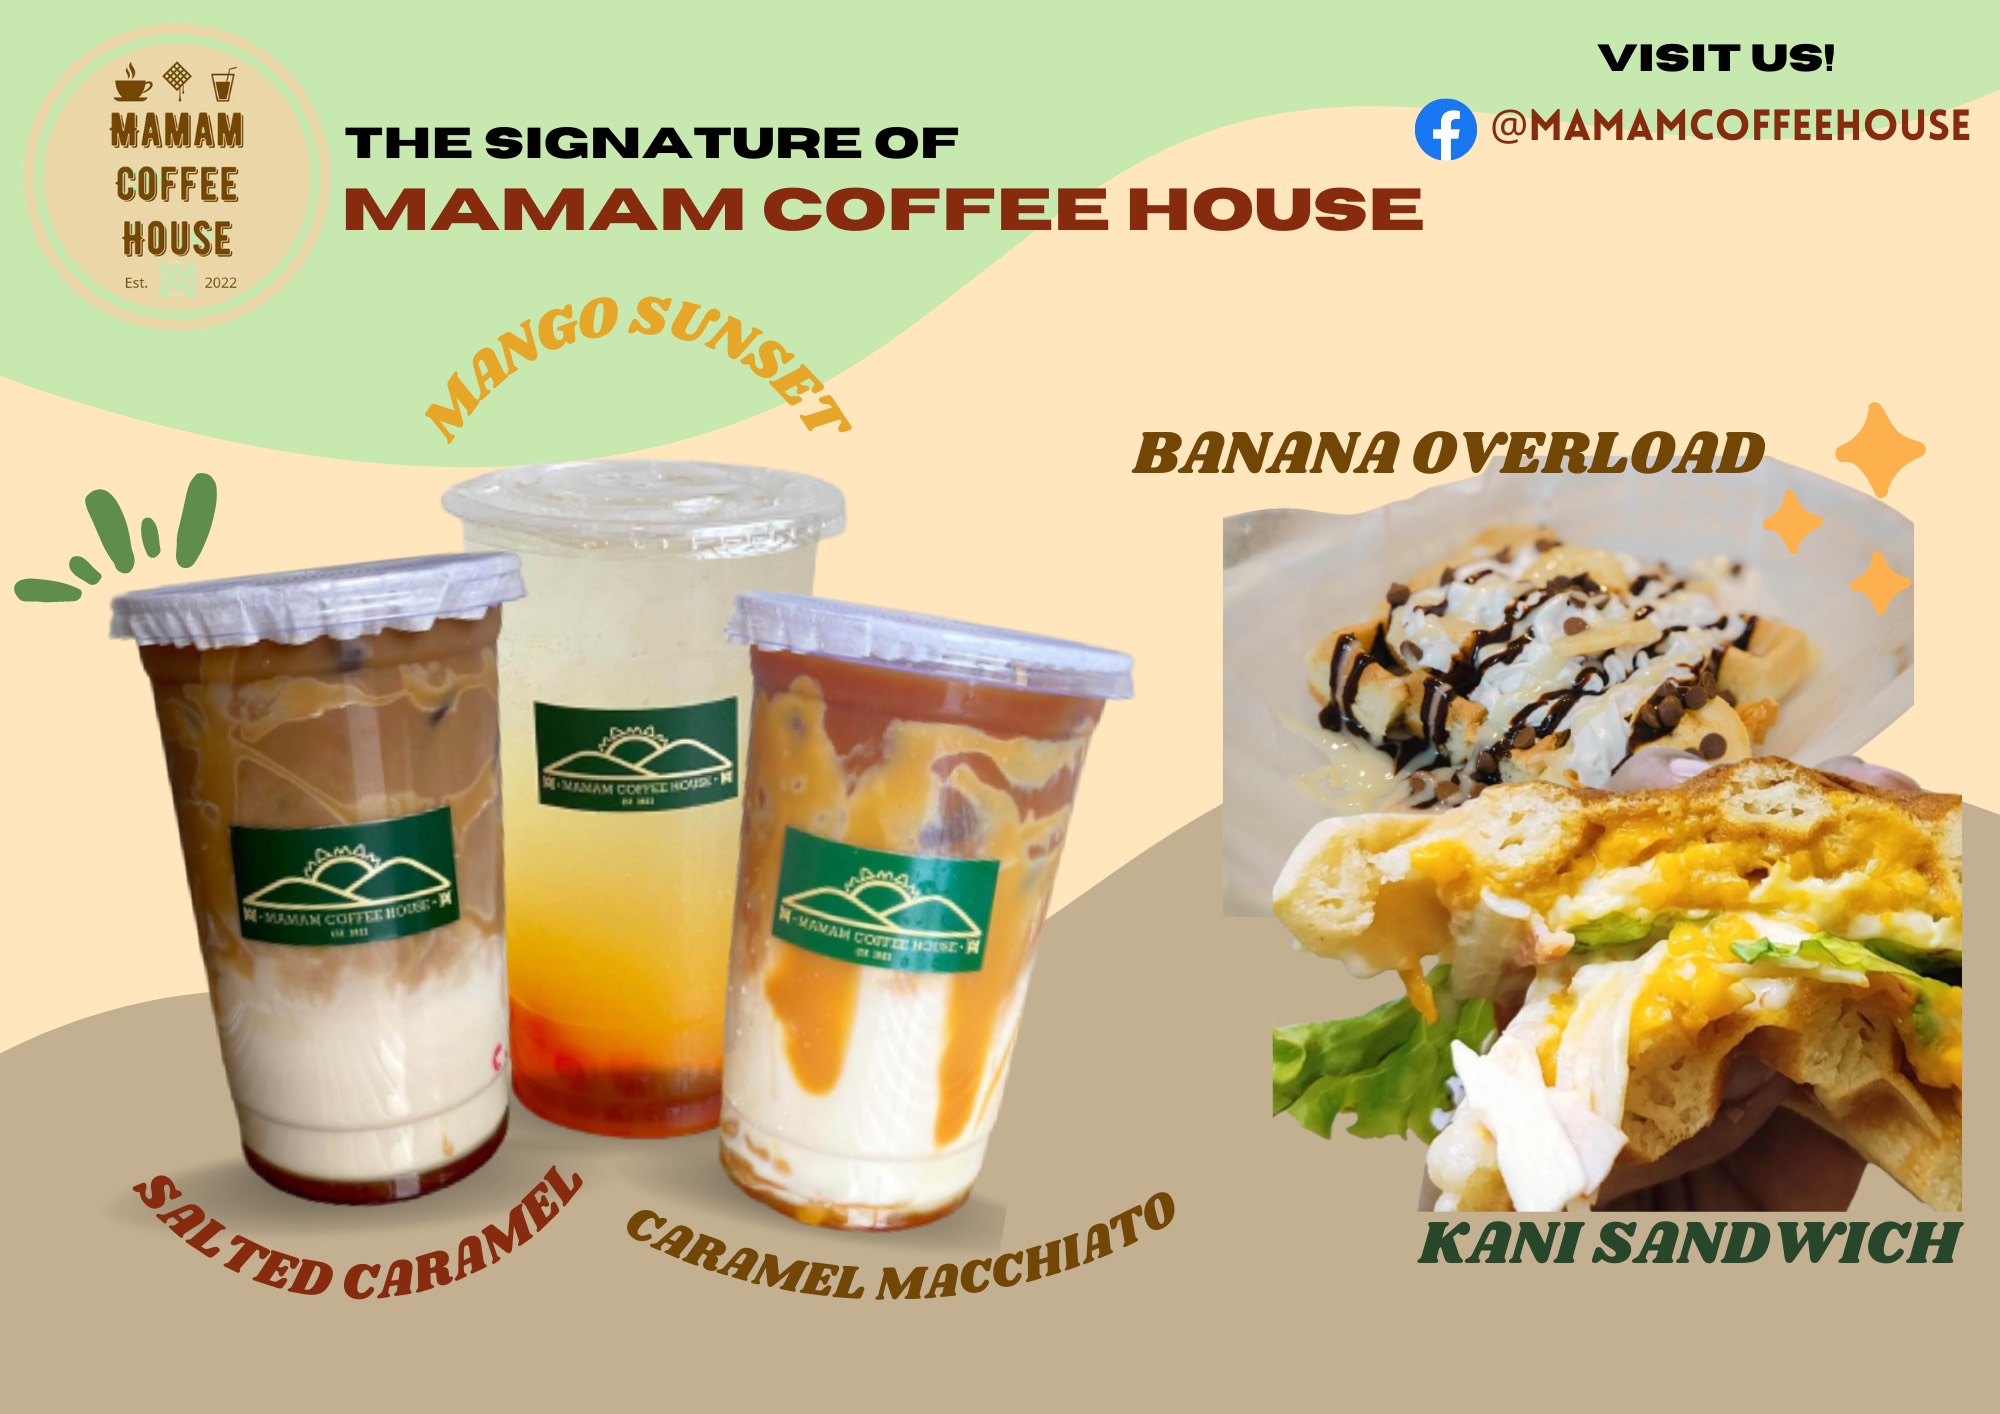 MAMAM
COFFEE
HOUSE
Est. 2022
THE SIGNATURE OF
MAMAM COFFEE HOUSE
VISIT US!
@MAMAMCOFFEEHOUSE
MANGO SUNSET
BANANA OVERLOAD
MAMAM COFFEE HOUSE
MAMAM COFFEE HOUSE
MAMAM COFFEE HOUSE
SALTED CARAMEL
CARAMEL MACCHIATO
KANI SANDWICH